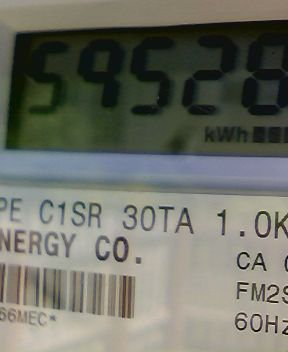 59528
kWh
PE C1SR 30TA 1.0K
NERGY CO.
CA
FM2S
66MEC*
60Hz